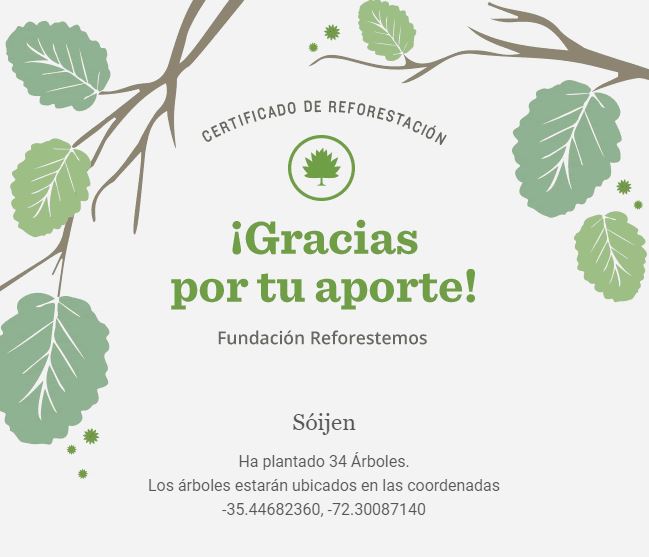 CERTIFICADO DE REFORESTACIÓN
¡Gracias
por tu aporte!
Fundación Reforestemos
Sóijen
Ha plantado 34 Árboles.
Los árboles estarán ubicados en las coordenadas
-35.44682360, -72.30087140